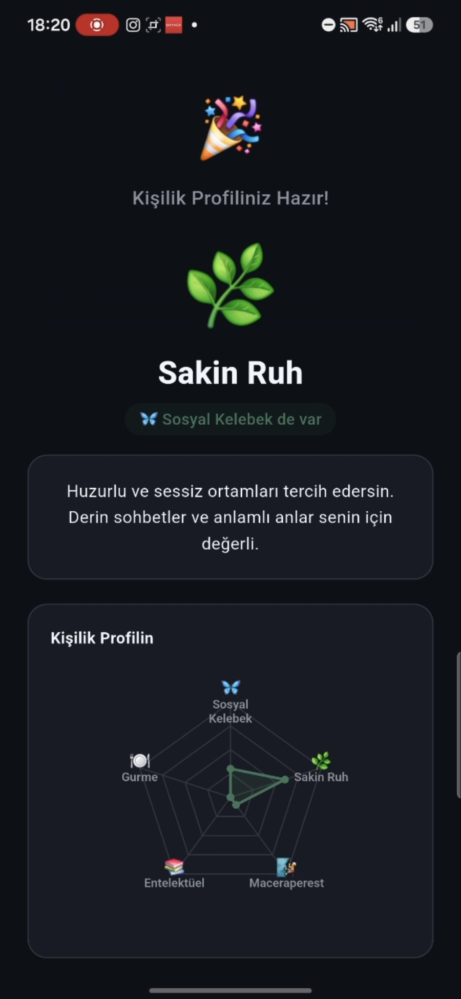 18:20
6
51
Kişilik Profiliniz Hazır!
Sakin Ruh
Sosyal Kelebek de var
Huzurlu ve sessiz ortamları tercih edersin.
Derin sohbetler ve anlamlı anlar senin için
değerli.
Kişilik Profilin
Sosyal
Kelebek
Gurme
Sakin Ruh
Entelektüel
Maceraperest